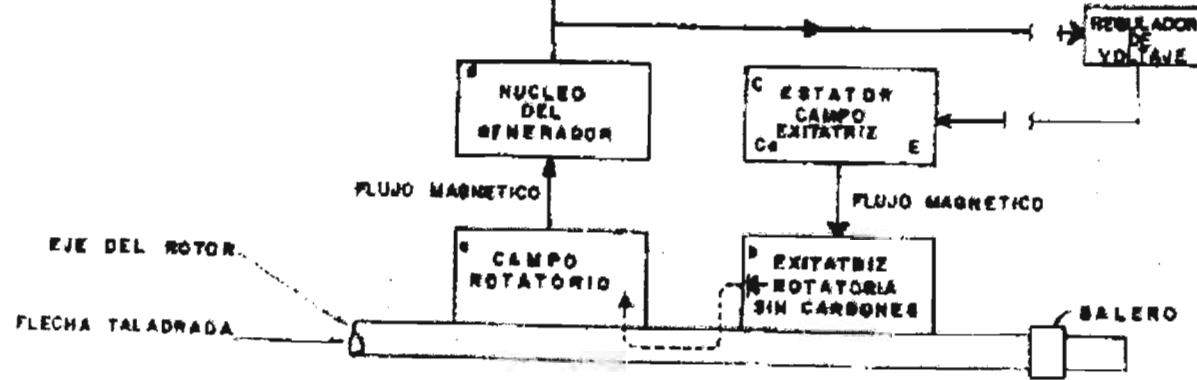 REGULADOR
DE
VOLTAJE
d
NUCLEO
DEL
GENERADOR
C
ESTATOR
CAMPO
EXITATRIZ
Ca
E
FLUJO MAGNETICO
FLUJO MAGNETICO
EJE DEL ROTOR
CAMPO
ROTATORIO
b
EXITATRIZ
ROTATORIA
SIN CARBONES
FLECHA TALADRADA
BALERO